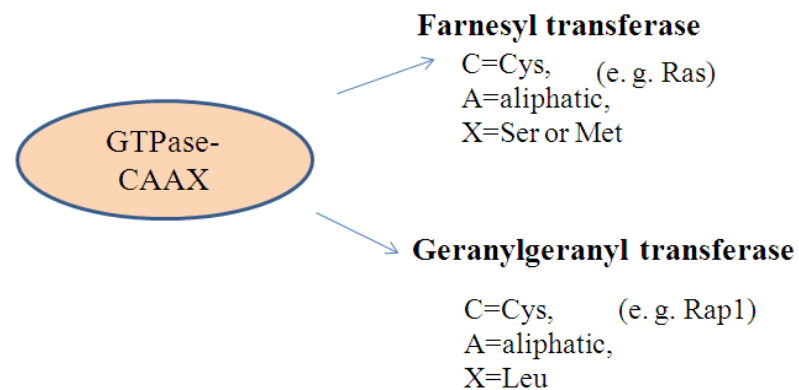 Farnesyl transferase
C=Cys, (e. g. Ras)
A=aliphatic,
X=Ser or Met
GTPase-
CAAX
Geranylgeranyl transferase
C=Cys, (e. g. Rap1)
A=aliphatic,
X=Leu